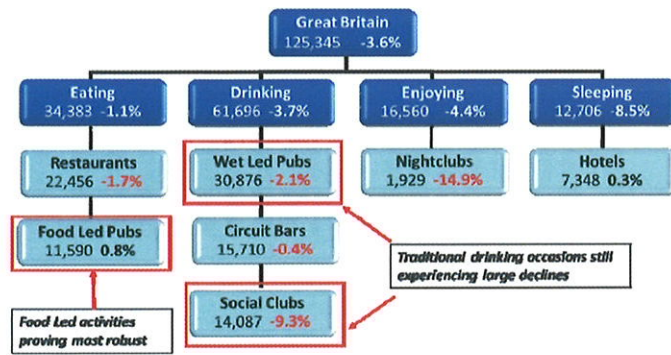 Great Britain
125,345 -3.6%
Eating
34,383 -1.1%
Drinking
61,696 -3.7%
Enjoying
16,560 -4.4%
Sleeping
12,706 -8.5%
Restaurants
22,456 -1.7%
Wet Led Pubs
30,876 -2.1%
Nightclubs
1,929 -14.9%
Hotels
7,348 0.3%
Food Led Pubs
11,590 0.8%
Circuit Bars
15,710 -0.4%
Traditional drinking occasions still
experiencing large declines
Social Clubs
14,087 -9.3%
Food Led activities
proving most robust